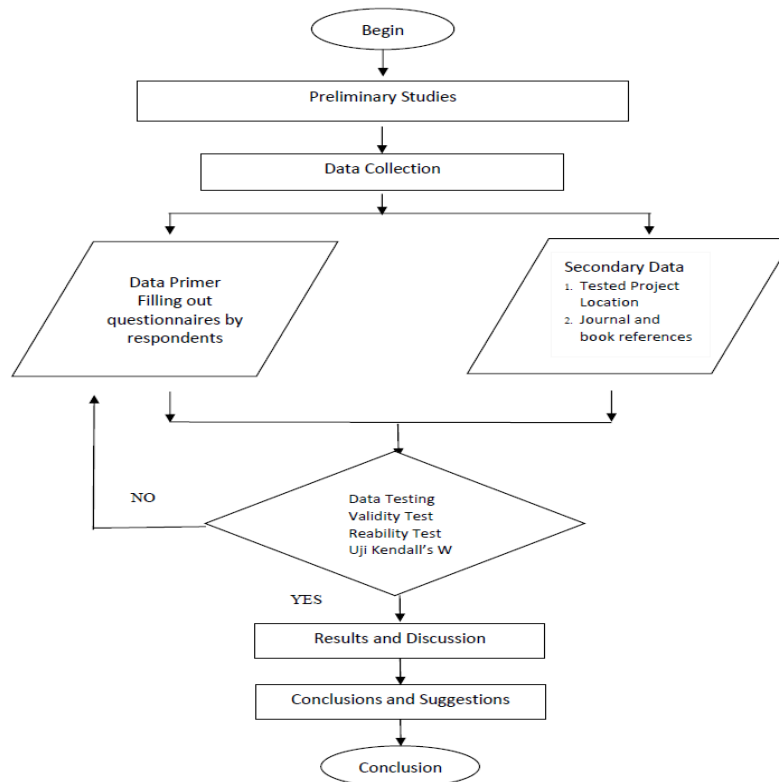 Begin
Preliminary Studies
Data Collection
Data Primer
Filling out
questionnaires by
respondents
Secondary Data
1. Tested Project
Location
2. Journal and
book references
NO
Data Testing
Validity Test
Reability Test
Uji Kendall's W
YES
Results and Discussion
Conclusions and Suggestions
Conclusion